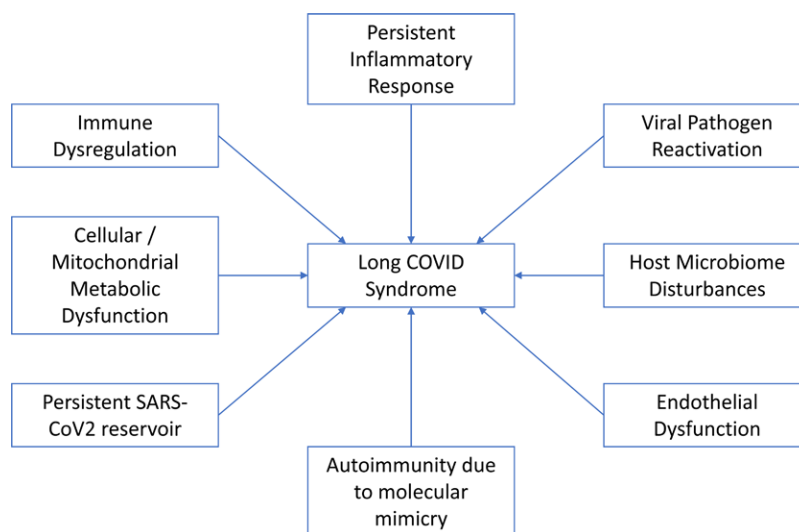 Persistent
Inflammatory
Response
Immune
Dysregulation
Viral Pathogen
Reactivation
Cellular /
Mitochondrial
Metabolic
Dysfunction
Long COVID
Syndrome
Host Microbiome
Disturbances
Persistent SARS-
CoV2 reservoir
Endothelial
Dysfunction
Autoimmunity due
to molecular
mimicry